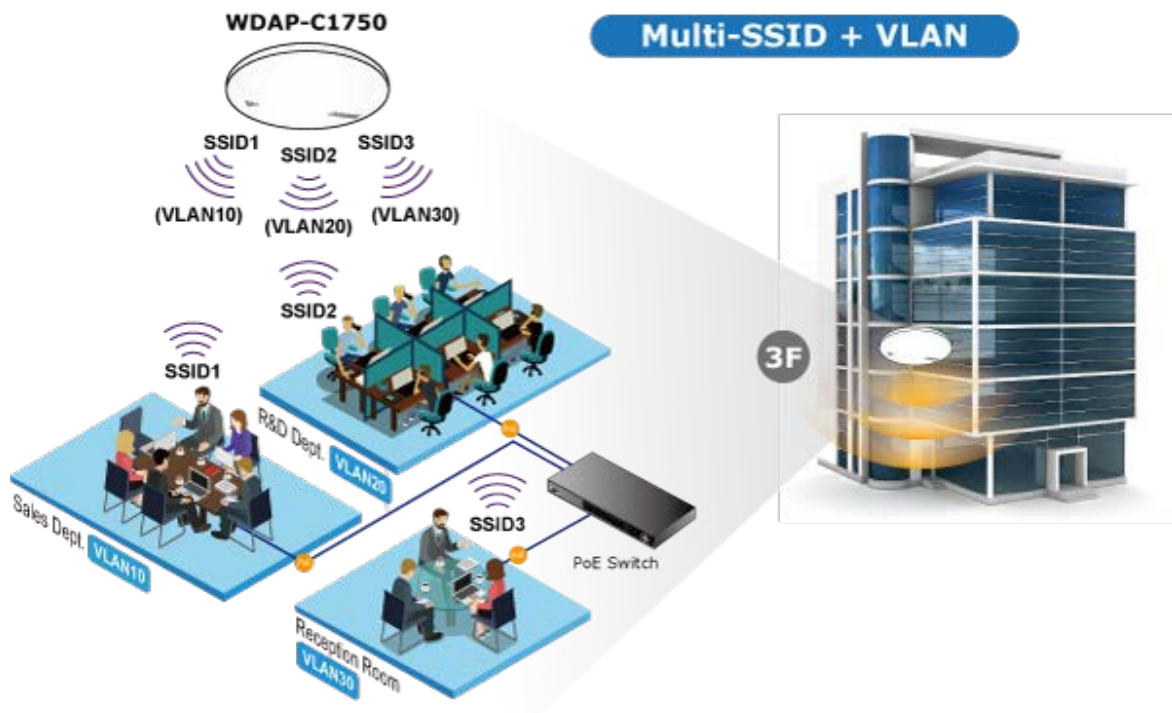 WDAP-C1750
Multi-SSID + VLAN
SSID1
SSID2
SSID3
(VLAN10)
(VLAN20)
(VLAN30)
SSID2
SSID1
3F
R&D Dept. VLAN20
Sales Dept. VLAN10
SSID3
PoE Switch
Reception Room
VLAN30